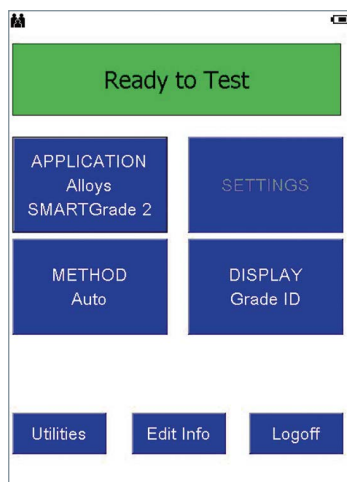 Ready to Test
APPLICATION
Alloys
SMARTGrade 2
SETTINGS
METHOD
Auto
DISPLAY
Grade ID
Utilities
Edit Info
Logoff